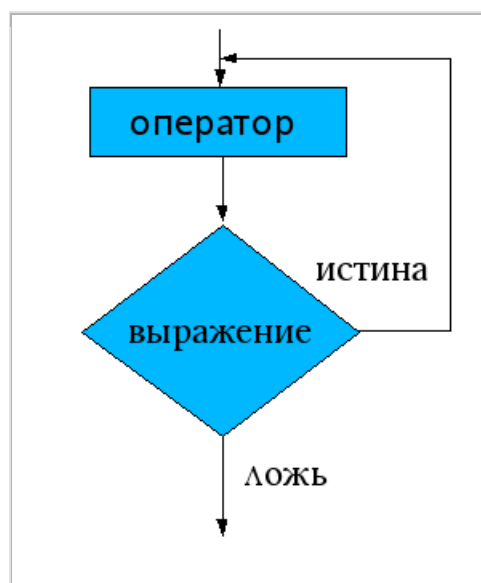 оператор
истина
выражение
ложь